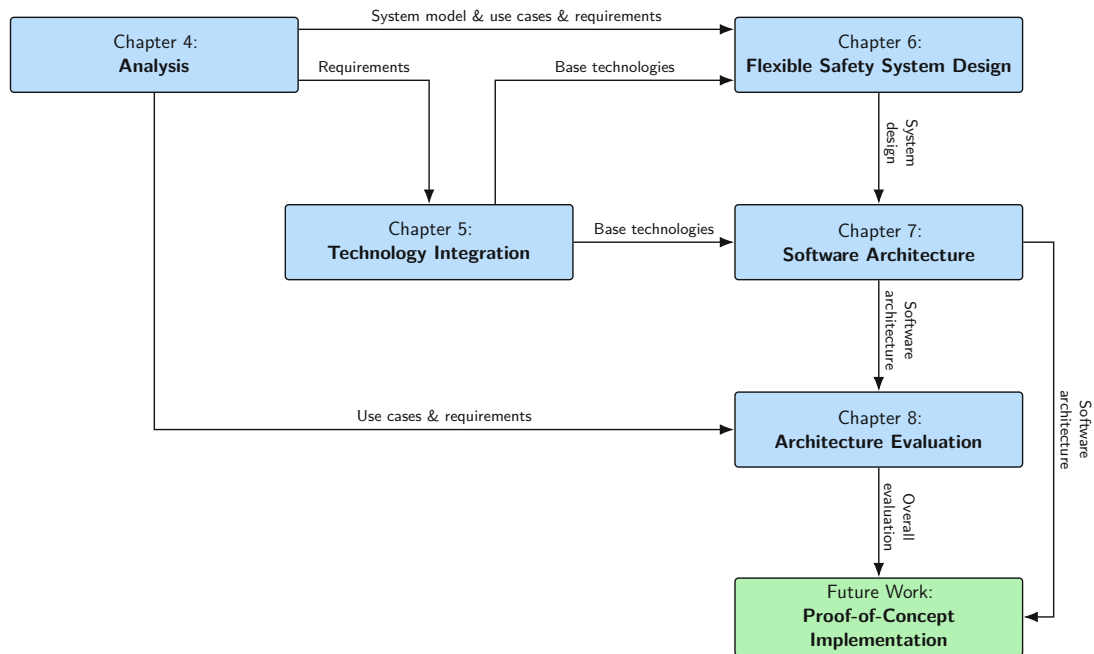 System model & use cases & requirements
Chapter 4:
Analysis
Chapter 6:
Flexible Safety System Design
Requirements
Base technologies
System
design
Chapter 5:
Technology Integration
Base technologies
Chapter 7:
Software Architecture
Software
architecture
Software
architecture
Use cases & requirements
Chapter 8:
Architecture Evaluation
Overall
evaluation
Future Work:
Proof-of-Concept
Implementation